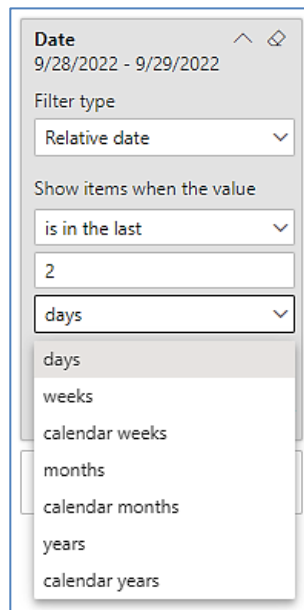 Date
9/28/2022 - 9/29/2022
Filter type
Relative date
Show items when the value
is in the last
2
days
days
weeks
calendar weeks
months
calendar months
years
calendar years